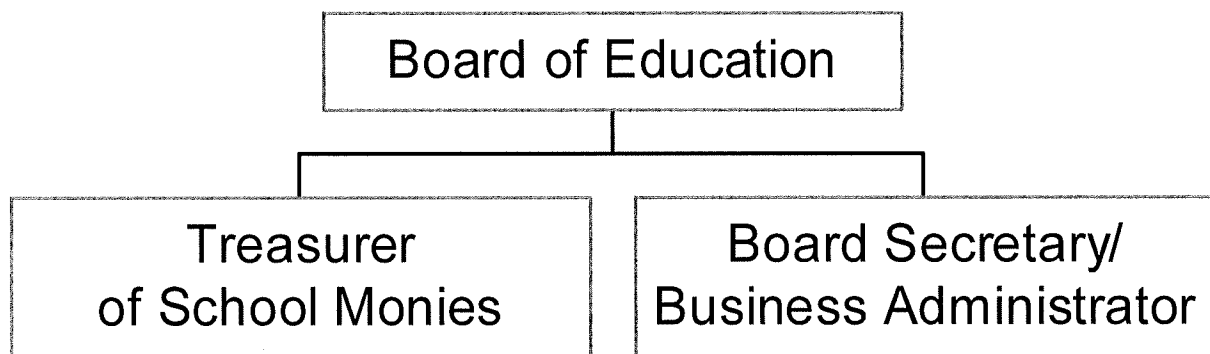 Board of Education
Treasurer
of School Monies
Board Secretary/
Business Administrator